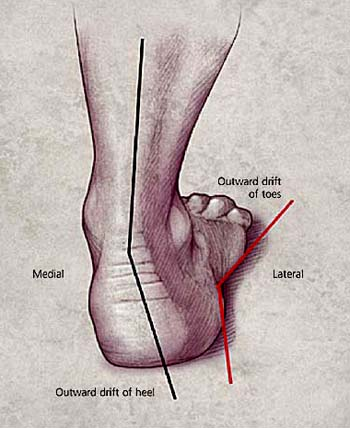 Outward drift
of toes
Medial
Lateral
Outward drift of heel